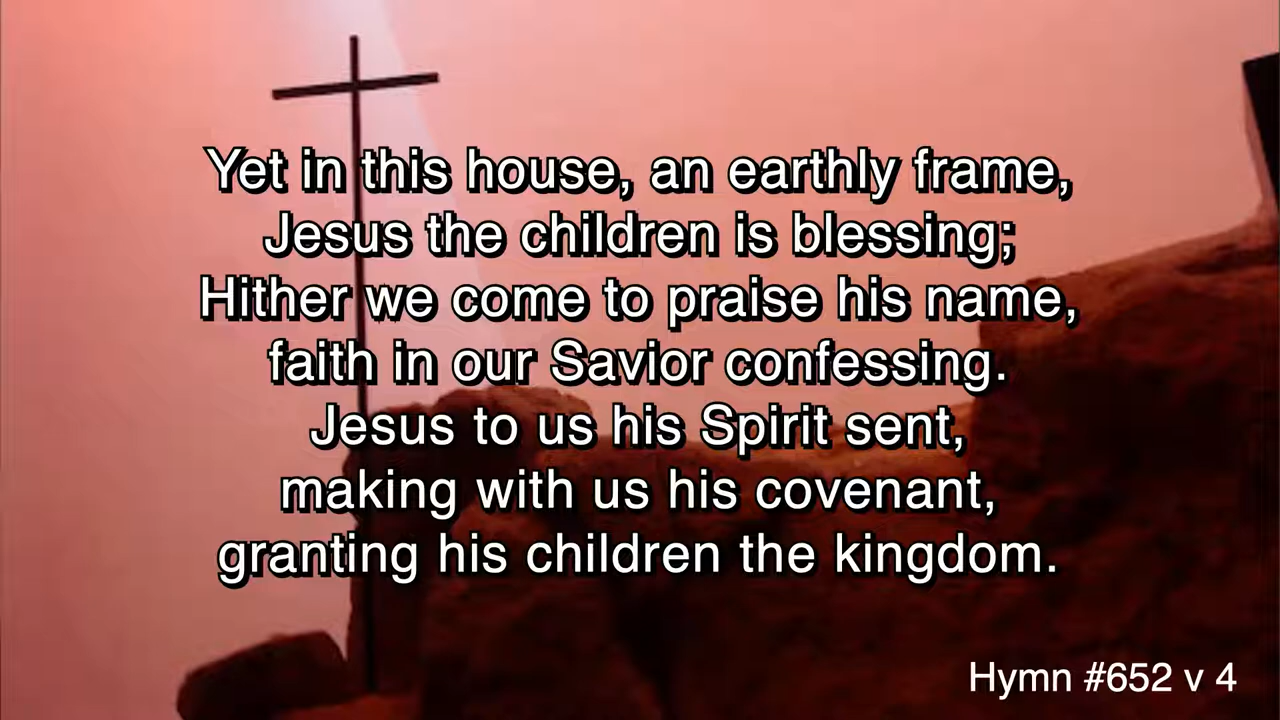 Yet in this house, an earthly frame,
Jesus the children is blessing;
Hither we come to praise his name,
faith in our Savior confessing.
Jesus to us his Spirit sent,
making with us his covenant,
granting his children the kingdom.
Hymn #652 v 4